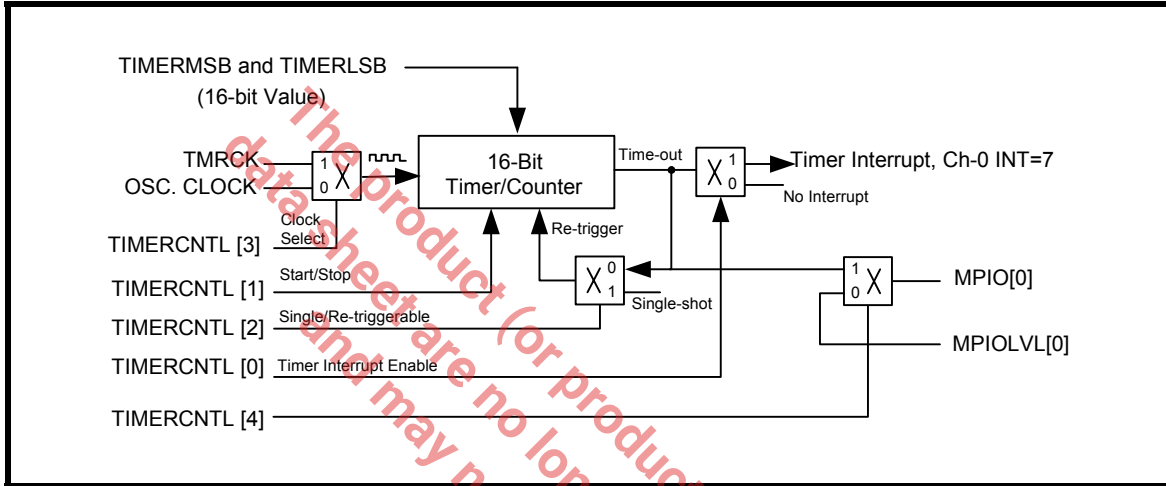 TIMERMSB and TIMERLSB
(16-bit Value)
TMRCK
OSC. CLOCK
1
0
X
Clock
Select
16-Bit
Timer/Counter
Time-out
X
1
0
Timer Interrupt, Ch-0 INT=7
No Interrupt
Re-trigger
X
0
1
Single-shot
1
0
X
MPIO[0]
MPIOLVL[0]
TIMERCNTL [3]
TIMERCNTL [1]
Start/Stop
TIMERCNTL [2]
Single/Re-triggerable
TIMERCNTL [0]
Timer Interrupt Enable
TIMERCNTL [4]
The product (or product
data sheet are no lon
and may n